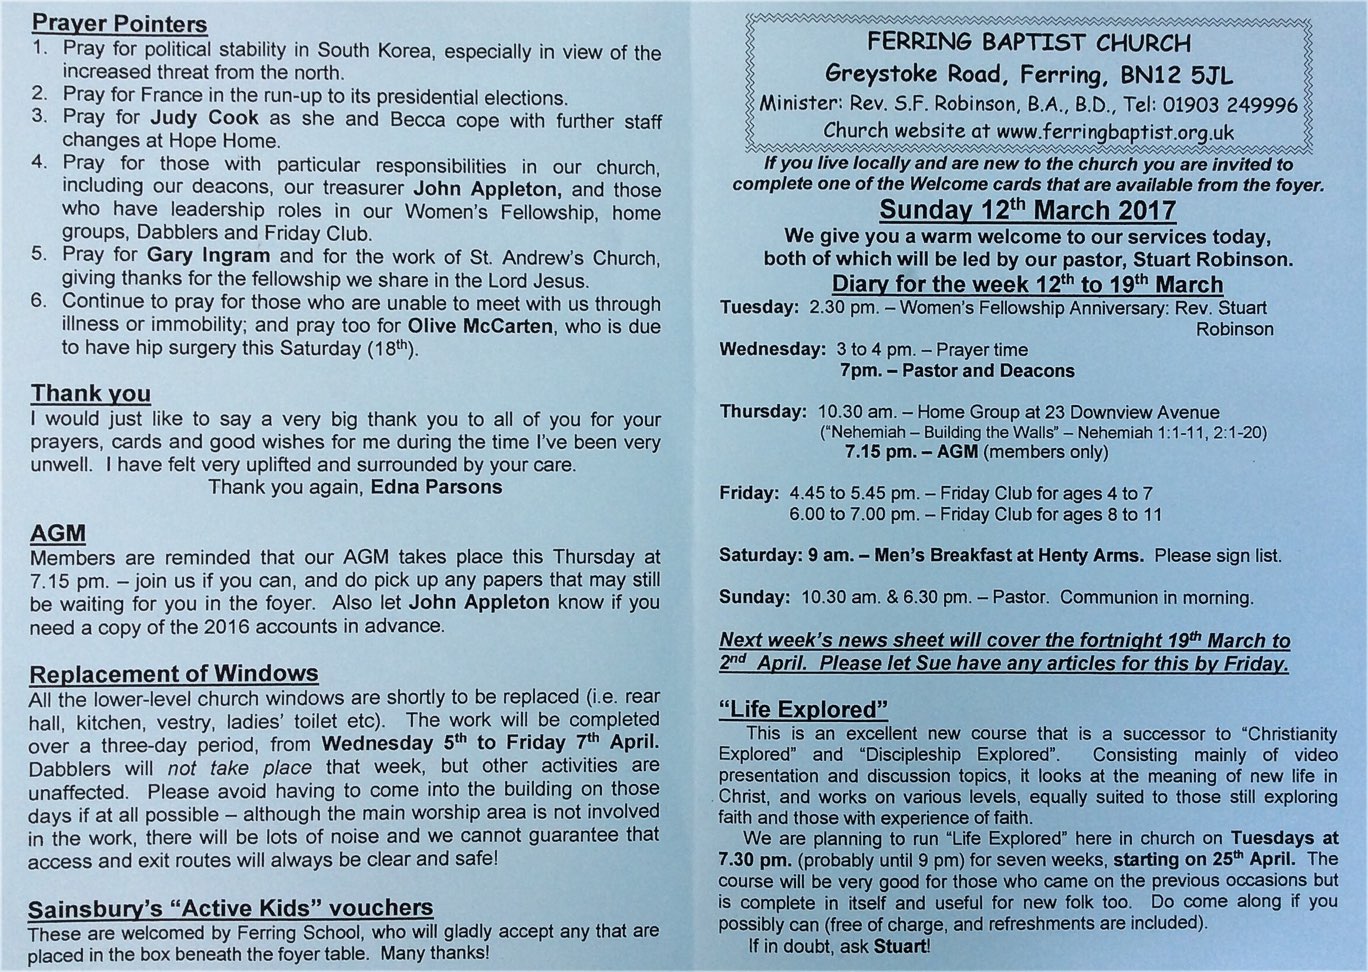 Prayer Pointers
1. Pray for political stability in South Korea, especially in view of the
increased threat from the north.
2. Pray for France in the run-up to its presidential elections.
3. Pray for Judy Cook as she and Becca cope with further staff
changes at Hope Home.
4. Pray for those with particular responsibilities in our church,
including our deacons, our treasurer John Appleton, and those
who have leadership roles in our Women's Fellowship, home
groups, Dabblers and Friday Club.
5. Pray for Gary Ingram and for the work of St. Andrew's Church,
giving thanks for the fellowship we share in the Lord Jesus.
6. Continue to pray for those who are unable to meet with us through
illness or immobility; and pray too for Olive McCarten, who is due
to have hip surgery this Saturday (18th).
Thank you
I would just like to say a very big thank you to all of you for your
prayers, cards and good wishes for me during the time I've been very
unwell. I have felt very uplifted and surrounded by your care.
Thank you again, Edna Parsons
AGM
Members are reminded that our AGM takes place this Thursday at
7.15 pm. – join us if you can, and do pick up any papers that may still
be waiting for you in the foyer. Also let John Appleton know if you
need a copy of the 2016 accounts in advance.
Replacement of Windows
All the lower-level church windows are shortly to be replaced (i.e. rear
hall, kitchen, vestry, ladies' toilet etc). The work will be completed
over a three-day period, from Wednesday 5th to Friday 7th April.
Dabblers will not take place that week, but other activities are
unaffected. Please avoid having to come into the building on those
days if at all possible – although the main worship area is not involved
in the work, there will be lots of noise and we cannot guarantee that
access and exit routes will always be clear and safe!
Sainsbury's "Active Kids" vouchers
These are welcomed by Ferring School, who will gladly accept any that are
placed in the box beneath the foyer table. Many thanks!
FERRING BAPTIST CHURCH
Greystoke Road, Ferring, BN12 5JL
Minister: Rev. S.F. Robinson, B.A., B.D., Tel: 01903 249996
Church website at www.ferringbaptist.org.uk
If you live locally and are new to the church you are invited to
complete one of the Welcome cards that are available from the foyer.
Sunday 12th March 2017
We give you a warm welcome to our services today,
both of which will be led by our pastor, Stuart Robinson.
Diary for the week 12th to 19th March
Tuesday: 2.30 pm. – Women's Fellowship Anniversary: Rev. Stuart
Robinson
Wednesday: 3 to 4 pm. – Prayer time
7pm. – Pastor and Deacons
Thursday: 10.30 am. – Home Group at 23 Downview Avenue
("Nehemiah – Building the Walls" – Nehemiah 1:1-11, 2:1-20)
7.15 pm. – AGM (members only)
Friday: 4.45 to 5.45 pm. – Friday Club for ages 4 to 7
6.00 to 7.00 pm. – Friday Club for ages 8 to 11
Saturday: 9 am. – Men's Breakfast at Henty Arms. Please sign list.
Sunday: 10.30 am. & 6.30 pm. – Pastor. Communion in morning.
Next week's news sheet will cover the fortnight 19th March to
2nd April. Please let Sue have any articles for this by Friday.
"Life Explored"
This is an excellent new course that is a successor to "Christianity
Explored" and "Discipleship Explored". Consisting mainly of video
presentation and discussion topics, it looks at the meaning of new life in
Christ, and works on various levels, equally suited to those still exploring
faith and those with experience of faith.
We are planning to run "Life Explored" here in church on Tuesdays at
7.30 pm. (probably until 9 pm) for seven weeks, starting on 25th April. The
course will be very good for those who came on the previous occasions but
is complete in itself and useful for new folk too. Do come along if you
possibly can (free of charge, and refreshments are included).
If in doubt, ask Stuart!